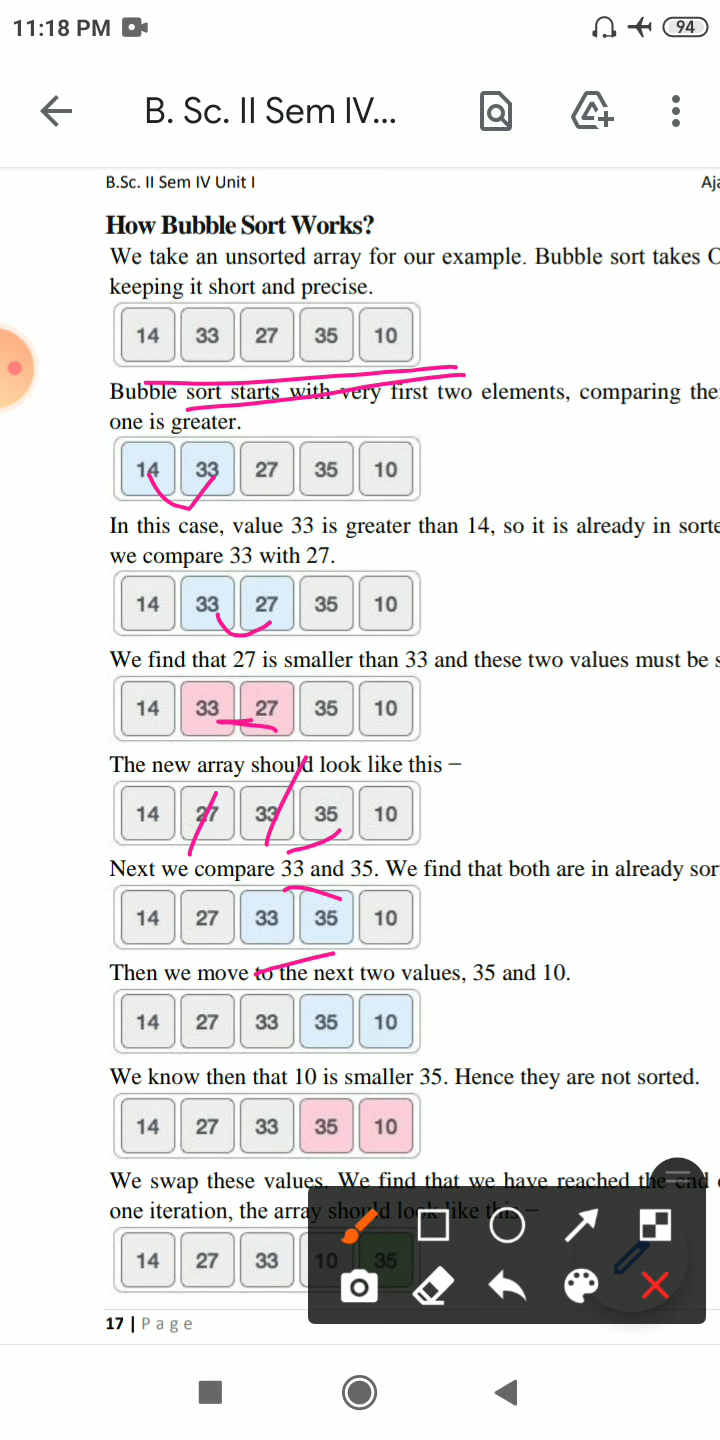 11:18 PM 94
B. Sc. II Sem IV...
B.Sc. II Sem IV Unit I Aja
How Bubble Sort Works?
We take an unsorted array for our example. Bubble sort takes
keeping it short and precise.
14 33 27 35 10
Bubble sort starts with very first two elements, comparing
one is greater.
14 33 27 35 10
In this case, value 33 is greater than 14, so it is already in sorte
we compare 33 with 27.
14 33 27 35 10
We find that 27 is smaller than 33 and these two values must be s
14 33 27 35 10
The new array should look like this −
14 27 33 35 10
Next we compare 33 and 35. We find that both are in already sor
14 27 33 35 10
Then we move to the next two values, 35 and 10.
14 27 33 35 10
We know then that 10 is smaller 35. Hence they are not sorted.
14 27 33 35 10
We swap these values. We find that we have reached the end
one iteration, the array should look like this −
14 27 33 10 35
17 | Page